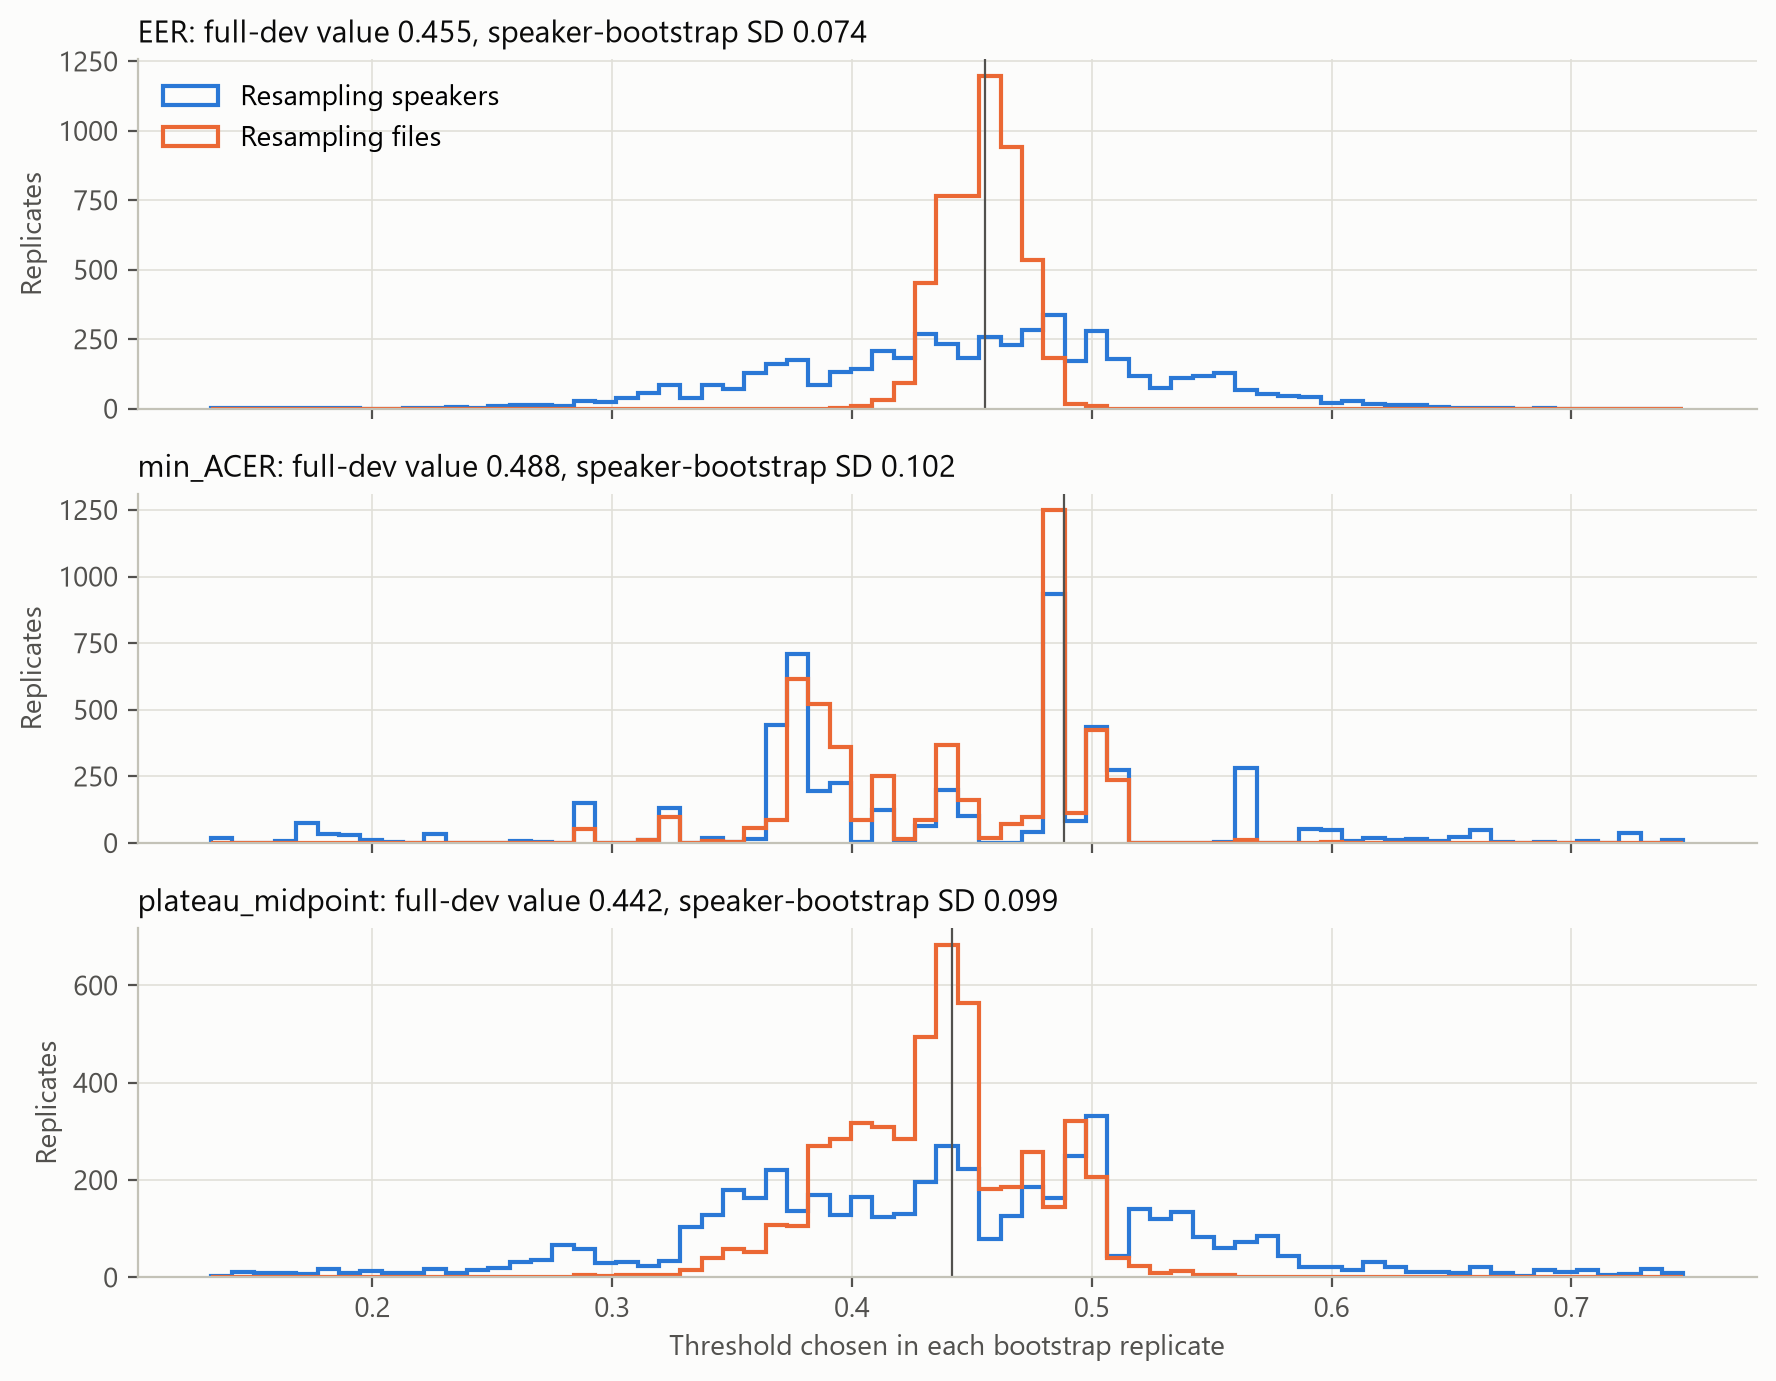 EER: full-dev value 0.455, speaker-bootstrap SD 0.074
1250
1000
750
500
250
0
Replicates
Resampling speakers
Resampling files
min_ACER: full-dev value 0.488, speaker-bootstrap SD 0.102
1250
1000
750
500
250
0
Replicates
plateau_midpoint: full-dev value 0.442, speaker-bootstrap SD 0.099
600
400
200
0
Replicates
0.2 0.3 0.4 0.5 0.6 0.7
Threshold chosen in each bootstrap replicate